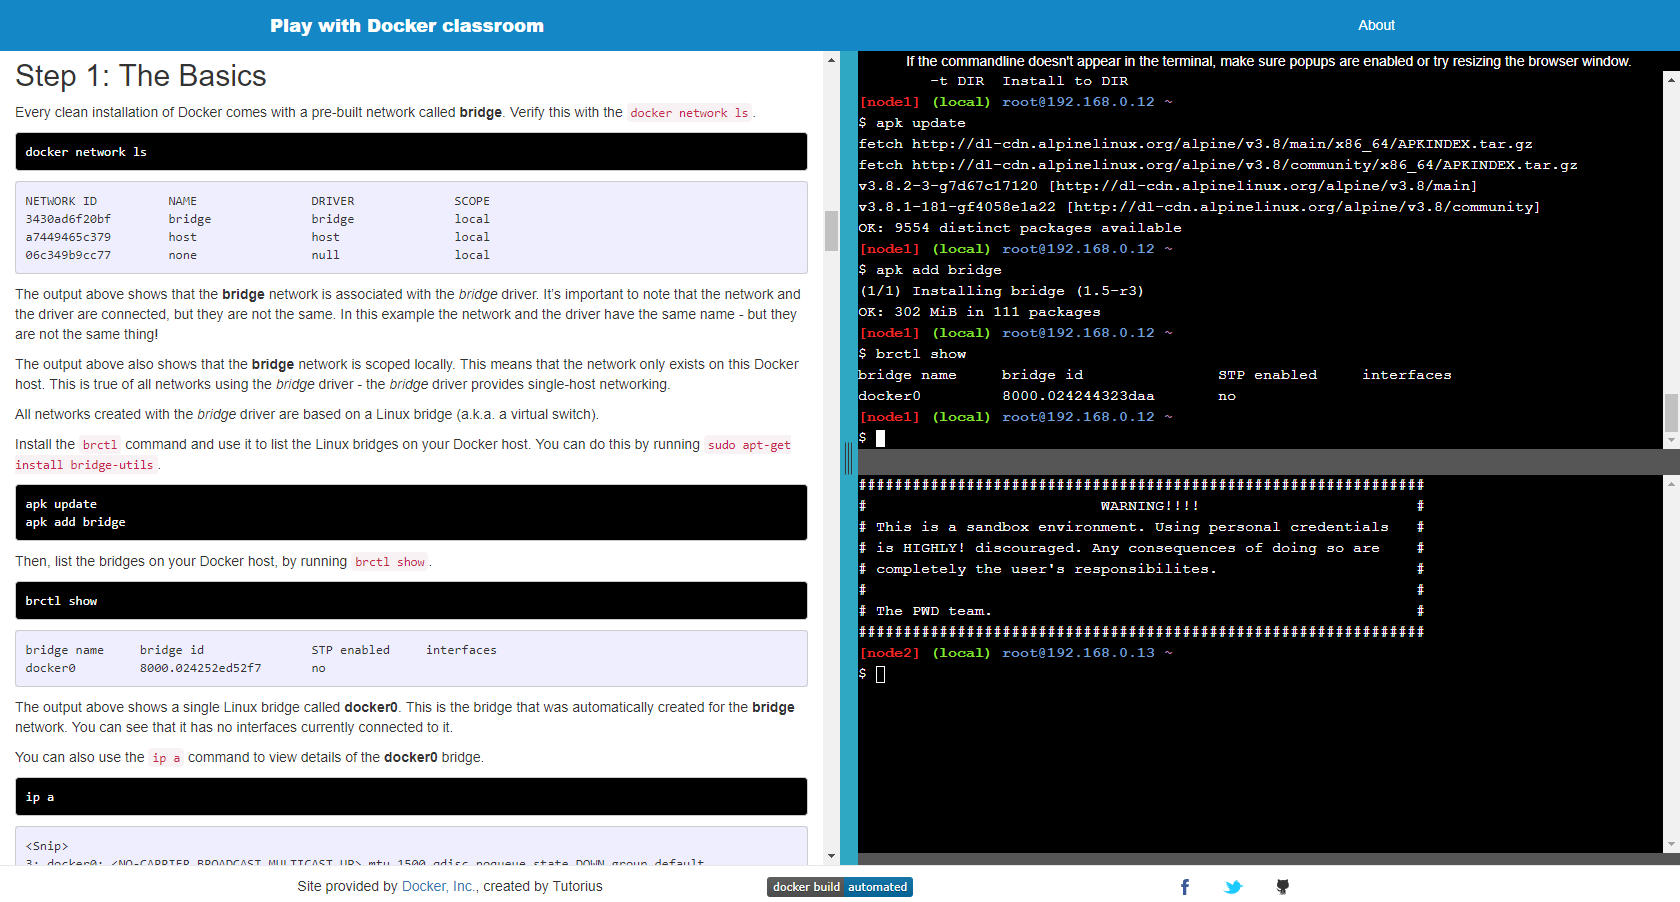 Play with Docker classroom
About
Step 1: The Basics
Every clean installation of Docker comes with a pre-built network called bridge. Verify this with the docker network ls .
docker network ls
NETWORK ID NAME DRIVER SCOPE
3430ad6f20bf bridge bridge local
a7449465c379 host host local
06c349b9cc77 none null local
The output above shows that the bridge network is associated with the bridge driver. It's important to note that the network and
the driver are connected, but they are not the same. In this example the network and the driver have the same name - but they
are not the same thing!
The output above also shows that the bridge network is scoped locally. This means that the network only exists on this Docker
host. This is true of all networks using the bridge driver - the bridge driver provides single-host networking.
All networks created with the bridge driver are based on a Linux bridge (a.k.a. a virtual switch).
Install the brctl command and use it to list the Linux bridges on your Docker host. You can do this by running sudo apt-get
install bridge-utils .
apk update
apk add bridge
Then, list the bridges on your Docker host, by running brctl show .
brctl show
bridge name bridge id STP enabled interfaces
docker0 8000.024252ed52f7 no
The output above shows a single Linux bridge called docker0. This is the bridge that was automatically created for the bridge
network. You can see that it has no interfaces currently connected to it.
You can also use the ip a command to view details of the docker0 bridge.
ip a
<Snip>
3: docker0: <NO-CARRIER,BROADCAST,MULTICAST,UP> mtu 1500 qdisc noqueue state DOWN group default
If the commandline doesn't appear in the terminal, make sure popups are enabled or try resizing the browser window.
-t DIR Install to DIR
[node1] (local) root@192.168.0.12 ~
$ apk update
fetch http://dl-cdn.alpinelinux.org/alpine/v3.8/main/x86_64/APKINDEX.tar.gz
fetch http://dl-cdn.alpinelinux.org/alpine/v3.8/community/x86_64/APKINDEX.tar.gz
v3.8.2-3-g7d67c17120 [http://dl-cdn.alpinelinux.org/alpine/v3.8/main]
v3.8.1-181-gf4058e1a22 [http://dl-cdn.alpinelinux.org/alpine/v3.8/community]
OK: 9554 distinct packages available
[node1] (local) root@192.168.0.12 ~
$ apk add bridge
(1/1) Installing bridge (1.5-r3)
OK: 302 MiB in 111 packages
[node1] (local) root@192.168.0.12 ~
$ brctl show
bridge name bridge id STP enabled interfaces
docker0 8000.024244323daa no
[node1] (local) root@192.168.0.12 ~
$
###############################################################
# WARNING!!!! #
# This is a sandbox environment. Using personal credentials #
# is HIGHLY! discouraged. Any consequences of doing so are #
# completely the user's responsibilites. #
# #
# The PWD team. #
###############################################################
[node2] (local) root@192.168.0.13 ~
$
Site provided by Docker, Inc., created by Tutorius
docker build automated